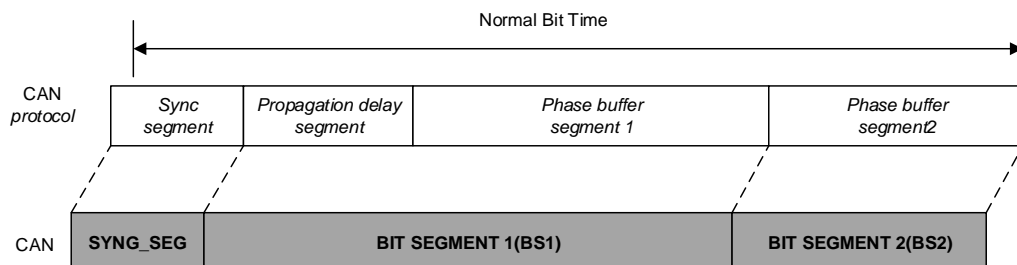 Normal Bit Time
CAN
protocol
Sync
segment
Propagation delay
segment
Phase buffer
segment 1
Phase buffer
segment2
CAN
SYNG_SEG
BIT SEGMENT 1(BS1)
BIT SEGMENT 2(BS2)